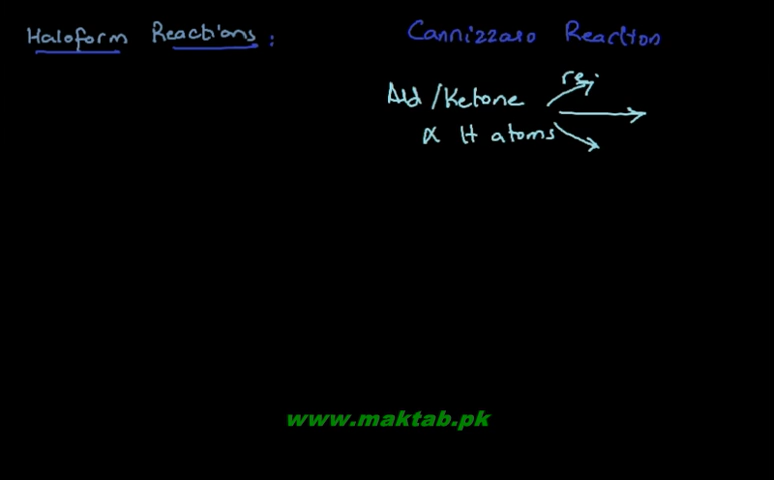 Haloform Reactions :
Cannizzaro Reaction
Ald / Ketone
α H atoms
www.maktab.pk